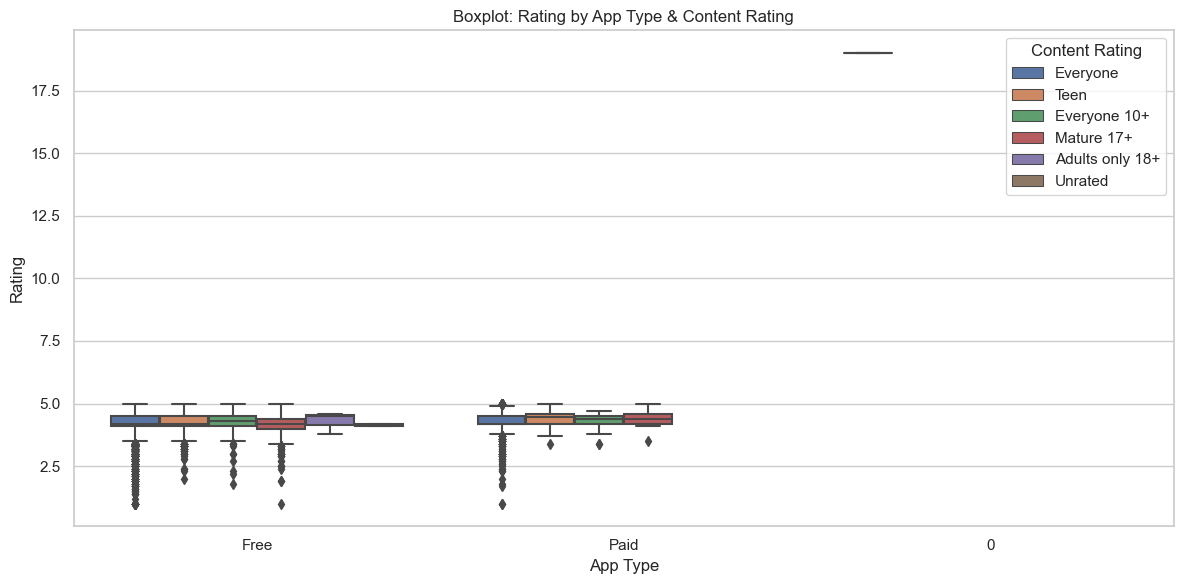 Boxplot: Rating by App Type & Content Rating
Content Rating
Everyone
Teen
Everyone 10+
Mature 17+
Adults only 18+
Unrated
Rating
17.5
15.0
12.5
10.0
7.5
5.0
2.5
Free
Paid
0
App Type